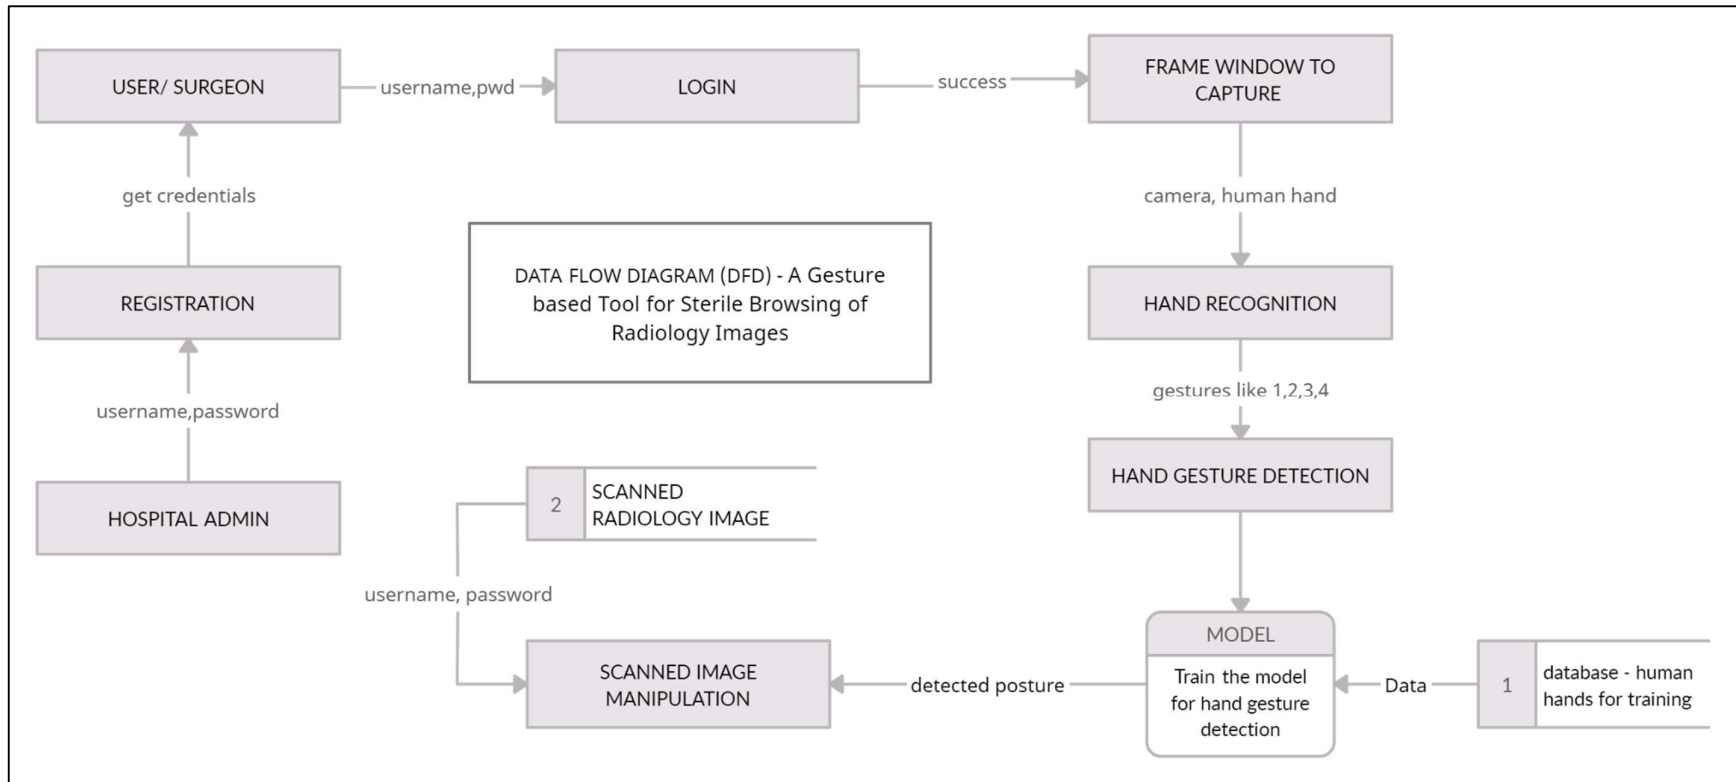 USER/ SURGEON
username,pwd
LOGIN
success
FRAME WINDOW TO
CAPTURE
get credentials
camera, human hand
REGISTRATION
DATA FLOW DIAGRAM (DFD) - A Gesture
based Tool for Sterile Browsing of
Radiology Images
HAND RECOGNITION
username,password
gestures like 1,2,3,4
HOSPITAL ADMIN
2
SCANNED
RADIOLOGY IMAGE
HAND GESTURE DETECTION
username, password
SCANNED IMAGE
MANIPULATION
detected posture
MODEL
Train the model
for hand gesture
detection
Data
1
database - human
hands for training